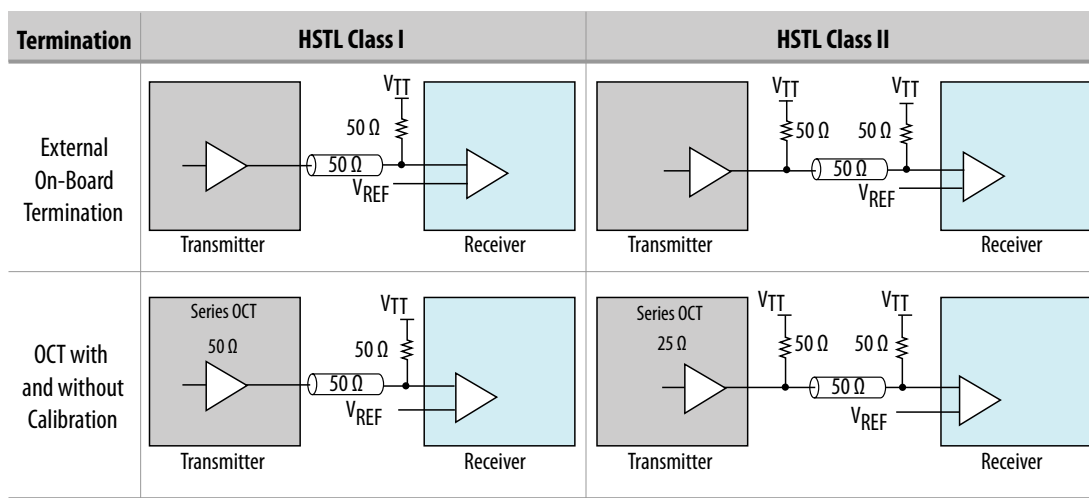 Termination
HSTL Class I
HSTL Class II
External
On-Board
Termination
VTT
50 Ω
50 Ω
VREF
Transmitter
Receiver
VTT
VTT
50 Ω
50 Ω
50 Ω
VREF
Transmitter
Receiver
OCT with
and without
Calibration
Series OCT
50 Ω
VTT
50 Ω
50 Ω
VREF
Transmitter
Receiver
Series OCT
25 Ω
VTT
VTT
50 Ω
50 Ω
50 Ω
VREF
Transmitter
Receiver